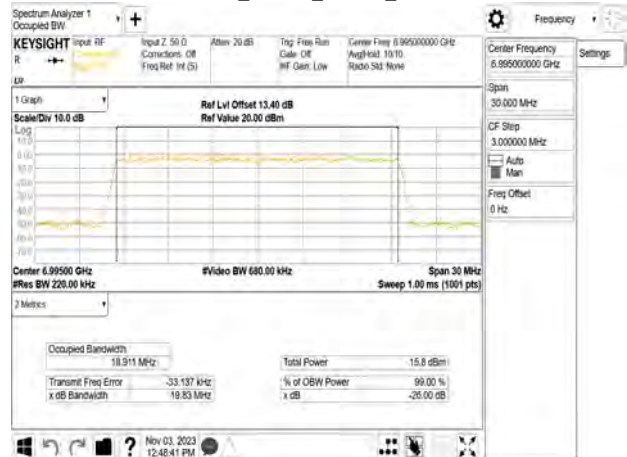 Spectrum Analyzer 1
Occupied BW
Frequency
KEYSIGHT
Input: RF
Input Z: 50 Ω
Atten: 20 dB
Trig: Free Run
Center Freq: 6.995000000 GHz
R
Corrections: Off
Gate: Off
Avg|Hold: 10/10
Freq Ref: Int (S)
#IF Gain: Low
Radio Std: None
Center Frequency
6.995000000 GHz
Settings
Span
30.000 MHz
CF Step
3.000000 MHz
Auto
Man
Freq Offset
0 Hz
1 Graph
Ref Lvl Offset 13.40 dB
Scale/Div 10.0 dB
Ref Value 20.00 dBm
Log
Center 6.99500 GHz
#Video BW 680.00 kHz
Span 30 MHz
#Res BW 220.00 kHz
Sweep 1.00 ms (1001 pts)
2 Metrics
Occupied Bandwidth
18.911 MHz
Total Power
15.8 dBm
Transmit Freq Error
-33.137 kHz
% of OBW Power
99.00 %
x dB Bandwidth
19.83 MHz
x dB
-26.00 dB
Nov 03, 2023
12:48:41 PM